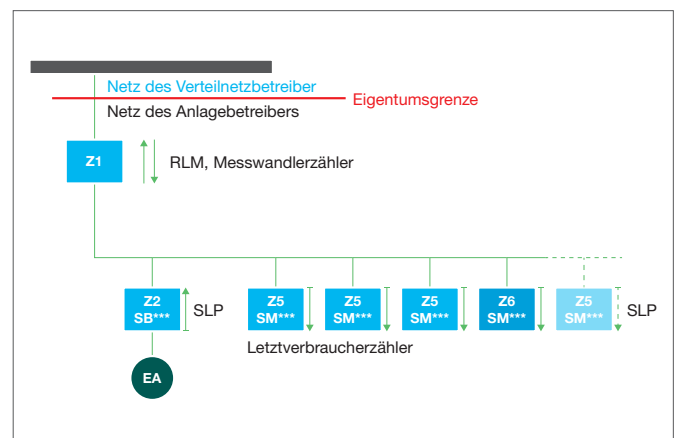 Netz des Verteilnetzbetreiber
Eigentumsgrenze
Netz des Anlagebetreibers
Z1
RLM, Messwandlerzähler
Z2
SB***
SLP
Z5
SM***
Z5
SM***
Z5
SM***
Z6
SM***
Z5
SM***
SLP
Letztverbraucherzähler
EA